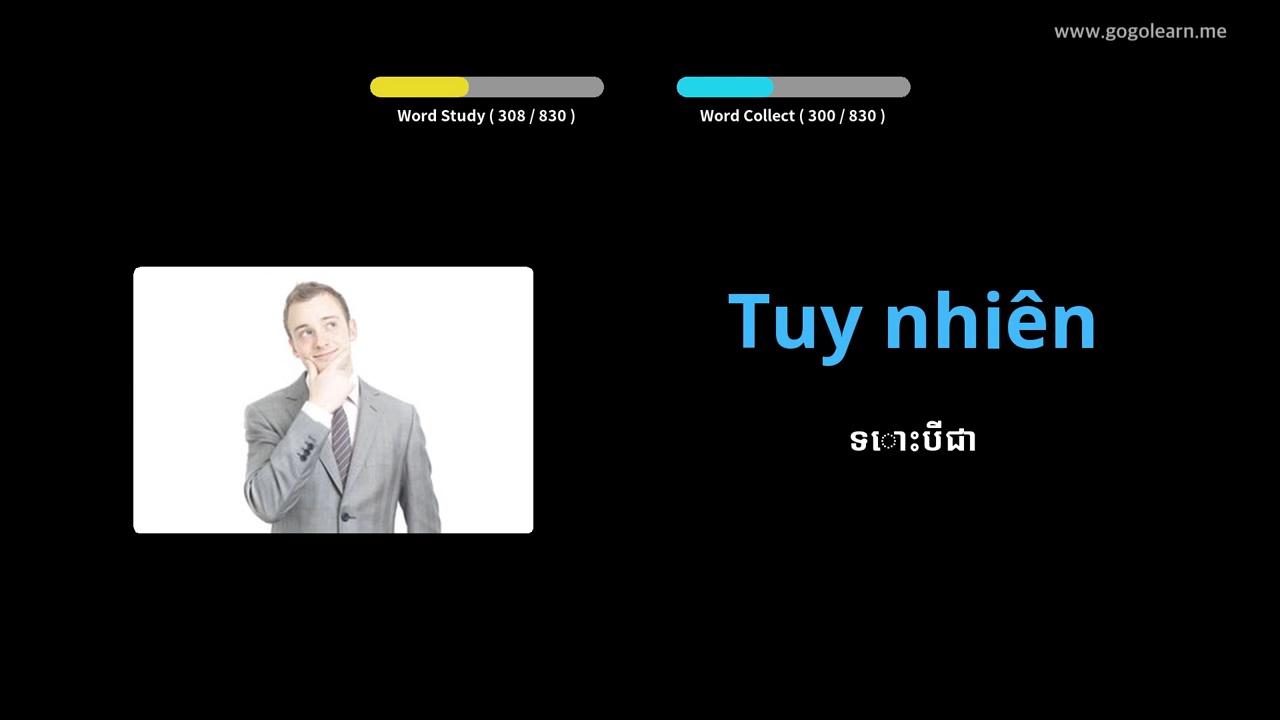 www.gogolearn.me
Word Study ( 308 / 830 )
Word Collect ( 300 / 830 )
Tuy nhiên
ទោះបីជា